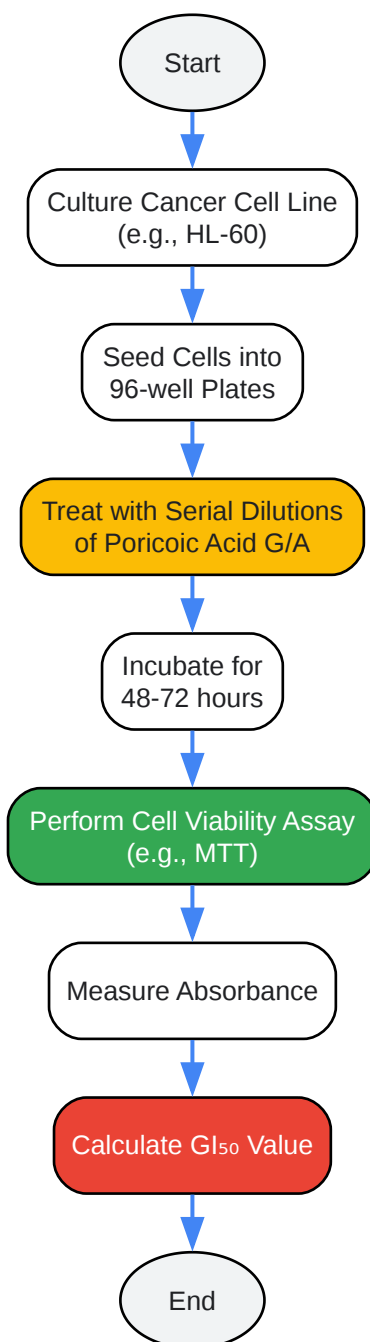 Start
Culture Cancer Cell Line
(e.g., HL-60)
Seed Cells into
96-well Plates
Treat with Serial Dilutions
of Poricoic Acid G/A
Incubate for
48-72 hours
Perform Cell Viability Assay
(e.g., MTT)
Measure Absorbance
Calculate GI₅₀ Value
End